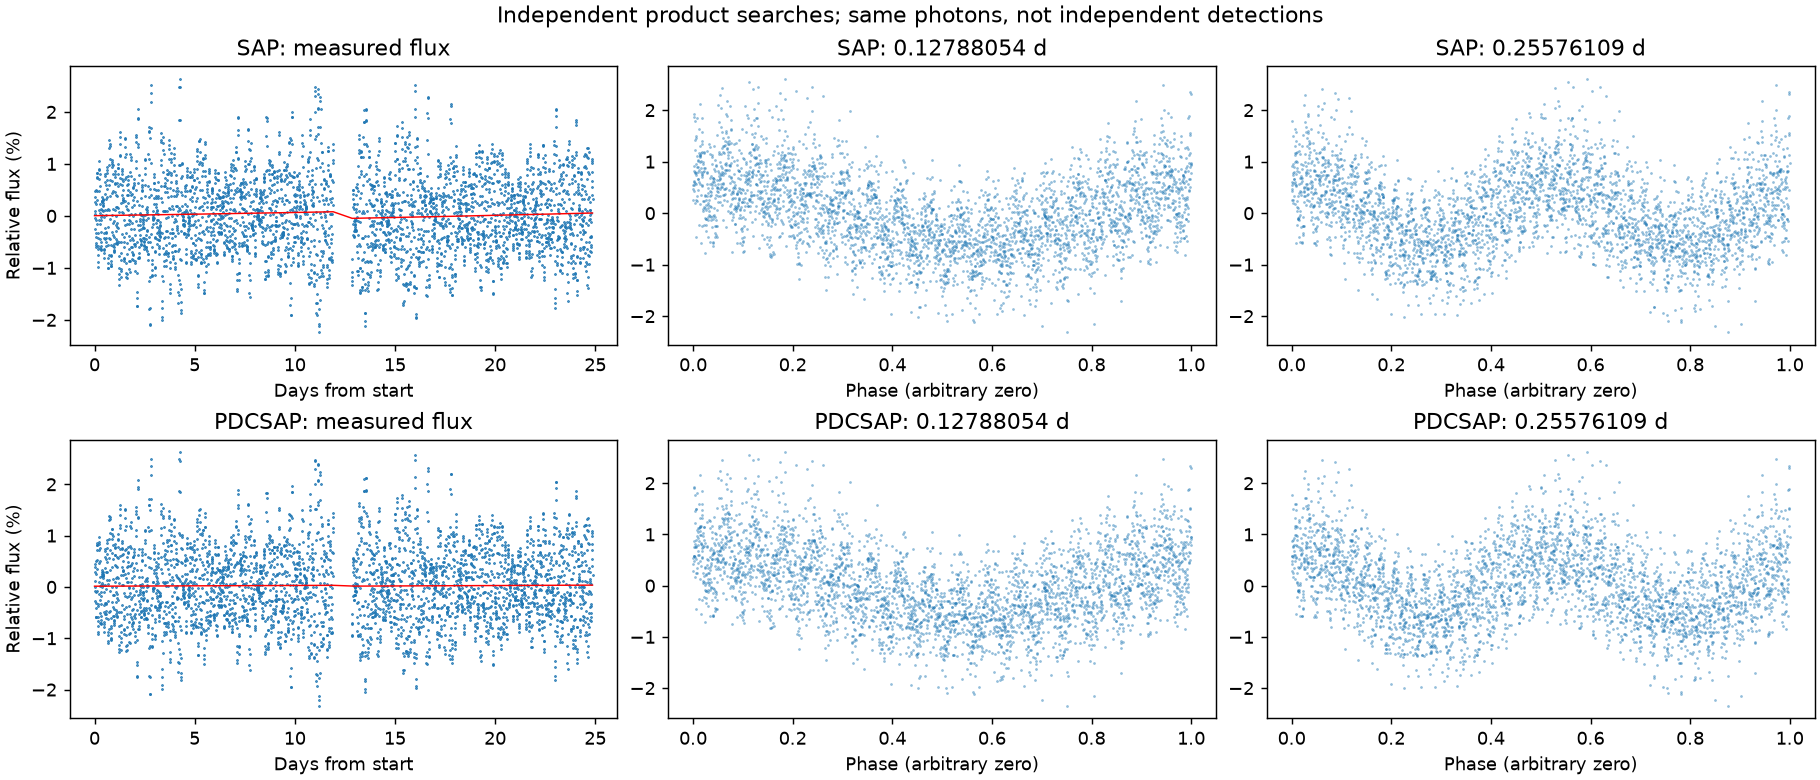 Independent product searches; same photons, not independent detections
SAP: measured flux
SAP: 0.12788054 d
SAP: 0.25576109 d
Relative flux (%)
2
1
0
−1
−2
2
1
0
−1
−2
2
1
0
−1
−2
0 5 10 15 20 25
0.0 0.2 0.4 0.6 0.8 1.0
0.0 0.2 0.4 0.6 0.8 1.0
Days from start
Phase (arbitrary zero)
Phase (arbitrary zero)
PDCSAP: measured flux
PDCSAP: 0.12788054 d
PDCSAP: 0.25576109 d
Relative flux (%)
2
1
0
−1
−2
2
1
0
−1
−2
2
1
0
−1
−2
0 5 10 15 20 25
0.0 0.2 0.4 0.6 0.8 1.0
0.0 0.2 0.4 0.6 0.8 1.0
Days from start
Phase (arbitrary zero)
Phase (arbitrary zero)